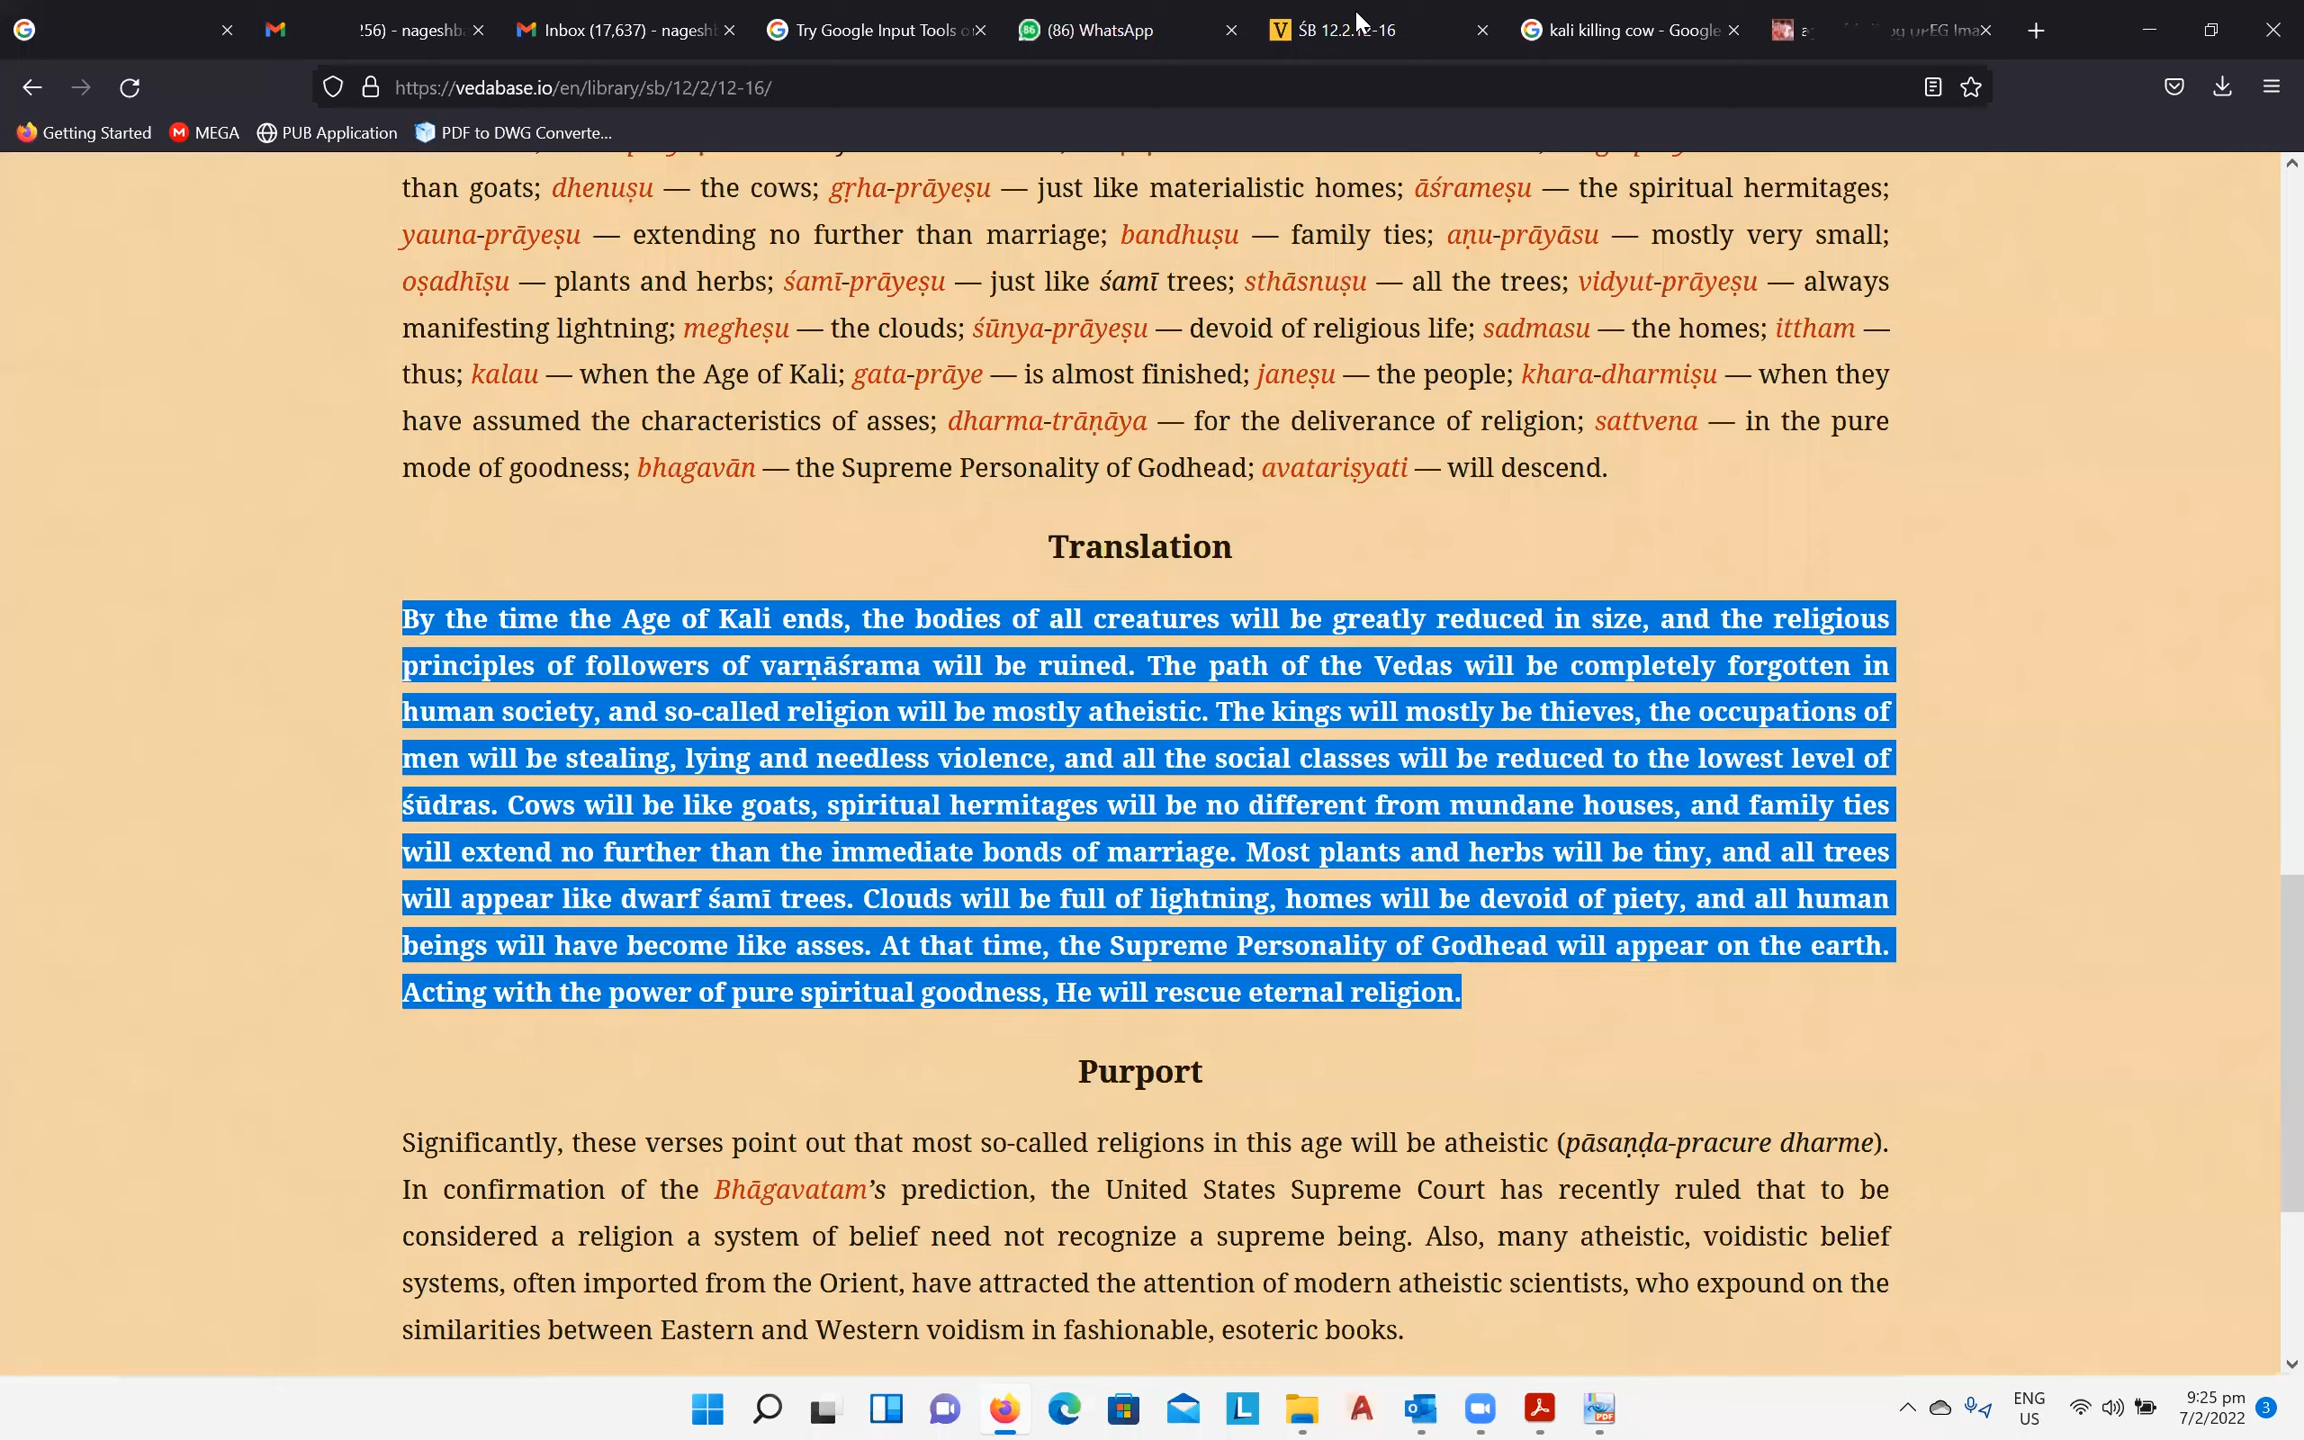 256) - nageshb
Inbox (17,637) - nagesh
Try Google Input Tools o
(86) WhatsApp
ŚB 12.2.12-16
kali killing cow - Google
https://vedabase.io/en/library/sb/12/2/12-16/
Getting Started
MEGA
PUB Application
PDF to DWG Converte...
than goats; dhenuṣu — the cows; gṛha-prāyeṣu — just like materialistic homes; āśrameṣu — the spiritual hermitages;
yauna-prāyeṣu — extending no further than marriage; bandhuṣu — family ties; aṇu-prāyāsu — mostly very small;
oṣadhīṣu — plants and herbs; śamī-prāyeṣu — just like śamī trees; sthāsnuṣu — all the trees; vidyut-prāyeṣu — always
manifesting lightning; megheṣu — the clouds; śūnya-prāyeṣu — devoid of religious life; sadmasu — the homes; ittham —
thus; kalau — when the Age of Kali; gata-prāye — is almost finished; janeṣu — the people; khara-dharmiṣu — when they
have assumed the characteristics of asses; dharma-trāṇāya — for the deliverance of religion; sattvena — in the pure
mode of goodness; bhagavān — the Supreme Personality of Godhead; avatariṣyati — will descend.
Translation
By the time the Age of Kali ends, the bodies of all creatures will be greatly reduced in size, and the religious
principles of followers of varṇāśrama will be ruined. The path of the Vedas will be completely forgotten in
human society, and so-called religion will be mostly atheistic. The kings will mostly be thieves, the occupations of
men will be stealing, lying and needless violence, and all the social classes will be reduced to the lowest level of
śūdras. Cows will be like goats, spiritual hermitages will be no different from mundane houses, and family ties
will extend no further than the immediate bonds of marriage. Most plants and herbs will be tiny, and all trees
will appear like dwarf śamī trees. Clouds will be full of lightning, homes will be devoid of piety, and all human
beings will have become like asses. At that time, the Supreme Personality of Godhead will appear on the earth.
Acting with the power of pure spiritual goodness, He will rescue eternal religion.
Purport
Significantly, these verses point out that most so-called religions in this age will be atheistic (pāsaṇḍa-pracure dharme).
In confirmation of the Bhāgavatam’s prediction, the United States Supreme Court has recently ruled that to be
considered a religion a system of belief need not recognize a supreme being. Also, many atheistic, voidistic belief
systems, often imported from the Orient, have attracted the attention of modern atheistic scientists, who expound on the
similarities between Eastern and Western voidism in fashionable, esoteric books.
ENG
US
9:25 pm
7/2/2022
3